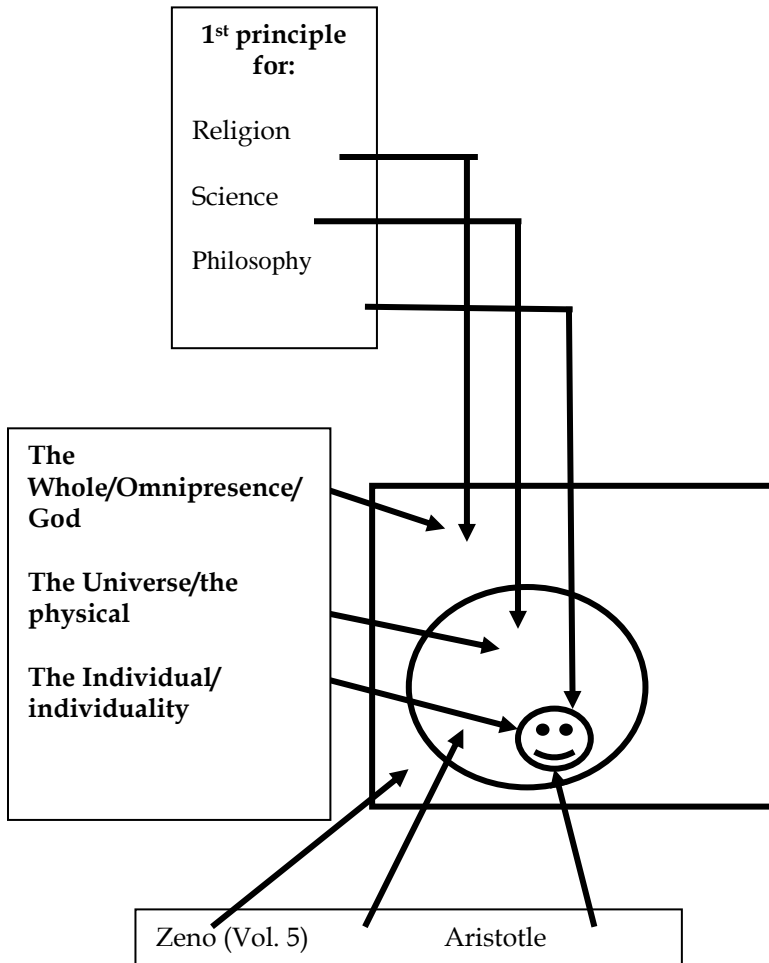 1st principle
for:
Religion
Science
Philosophy
The
Whole/Omnipresence/
God
The Universe/the
physical
The Individual/
individuality
Zeno (Vol. 5) Aristotle